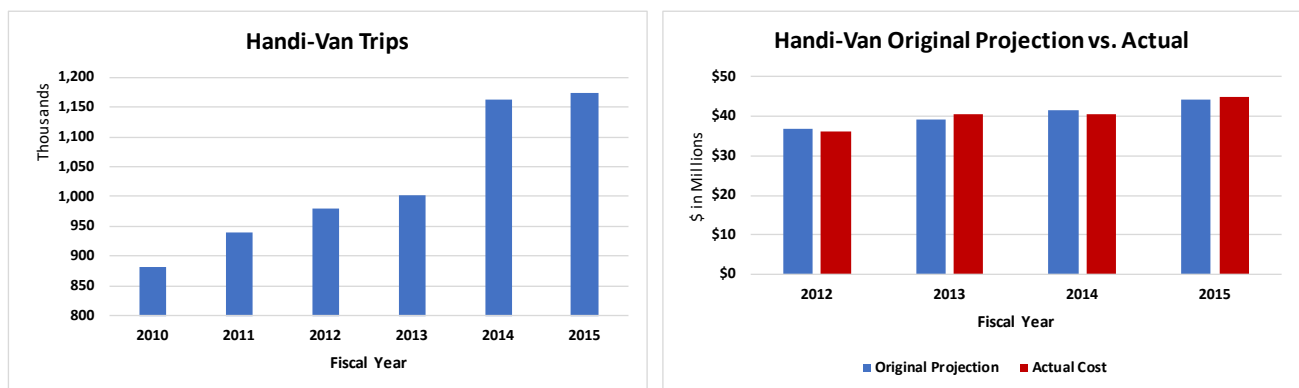 Handi-Van Trips
Thousands
1,200
1,150
1,100
1,050
1,000
950
900
850
800
2010 2011 2012 2013 2014 2015
Fiscal Year
Handi-Van Original Projection vs. Actual
$ in Millions
$50
$40
$30
$20
$10
$0
2012 2013 2014 2015
Fiscal Year
Original Projection Actual Cost